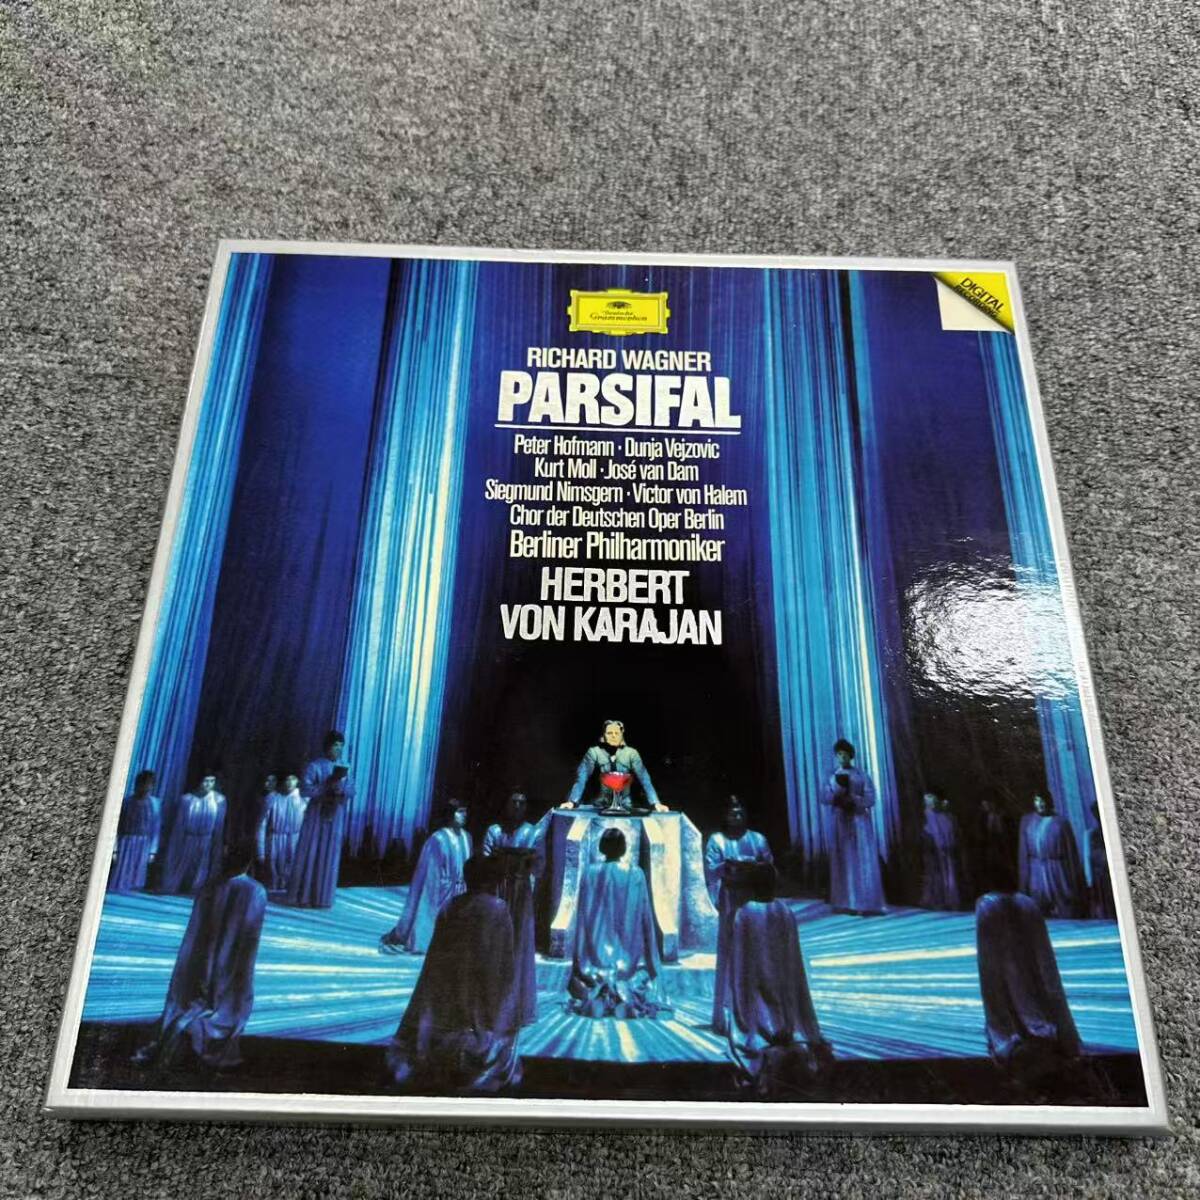 Deutsche
Grammophon
DIGITAL
RECORDING
RICHARD WAGNER
PARSIFAL
Peter Hofmann · Dunja Vejzovic
Kurt Moll · José van Dam
Siegmund Nimsgern · Victor von Halem
Chor der Deutschen Oper Berlin
Berliner Philharmoniker
HERBERT
VON KARAJAN